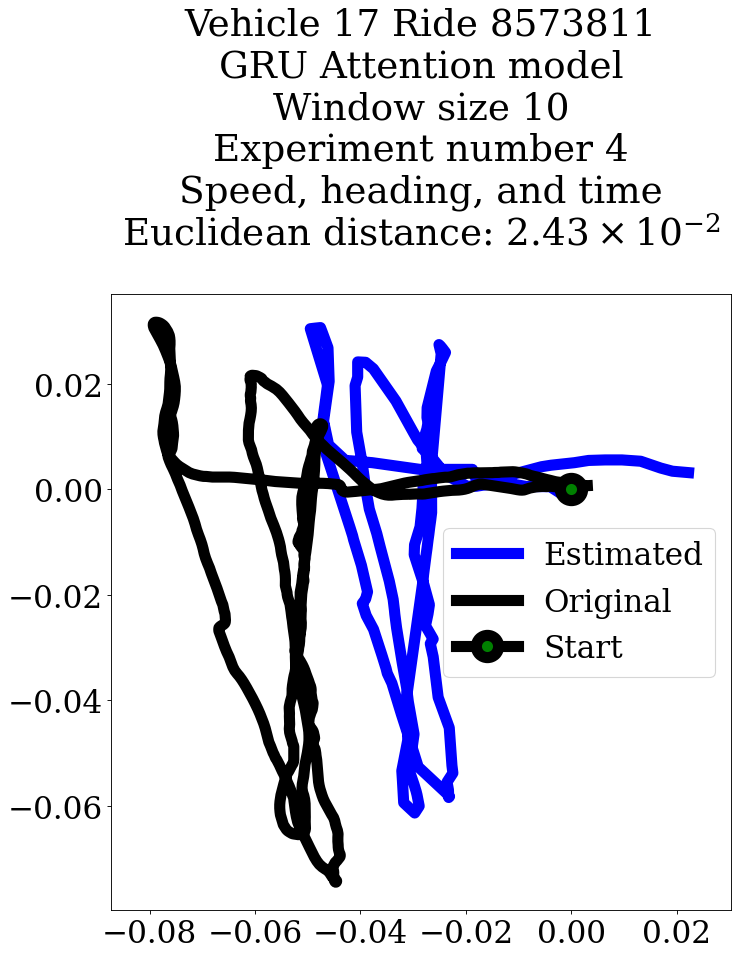 Vehicle 17 Ride 8573811
GRU Attention model
Window size 10
Experiment number 4
Speed, heading, and time
Euclidean distance: 2.43 × 10⁻²
0.02
0.00
−0.02
−0.04
−0.06
Estimated
Original
Start
−0.08 −0.06 −0.04 −0.02 0.00 0.02